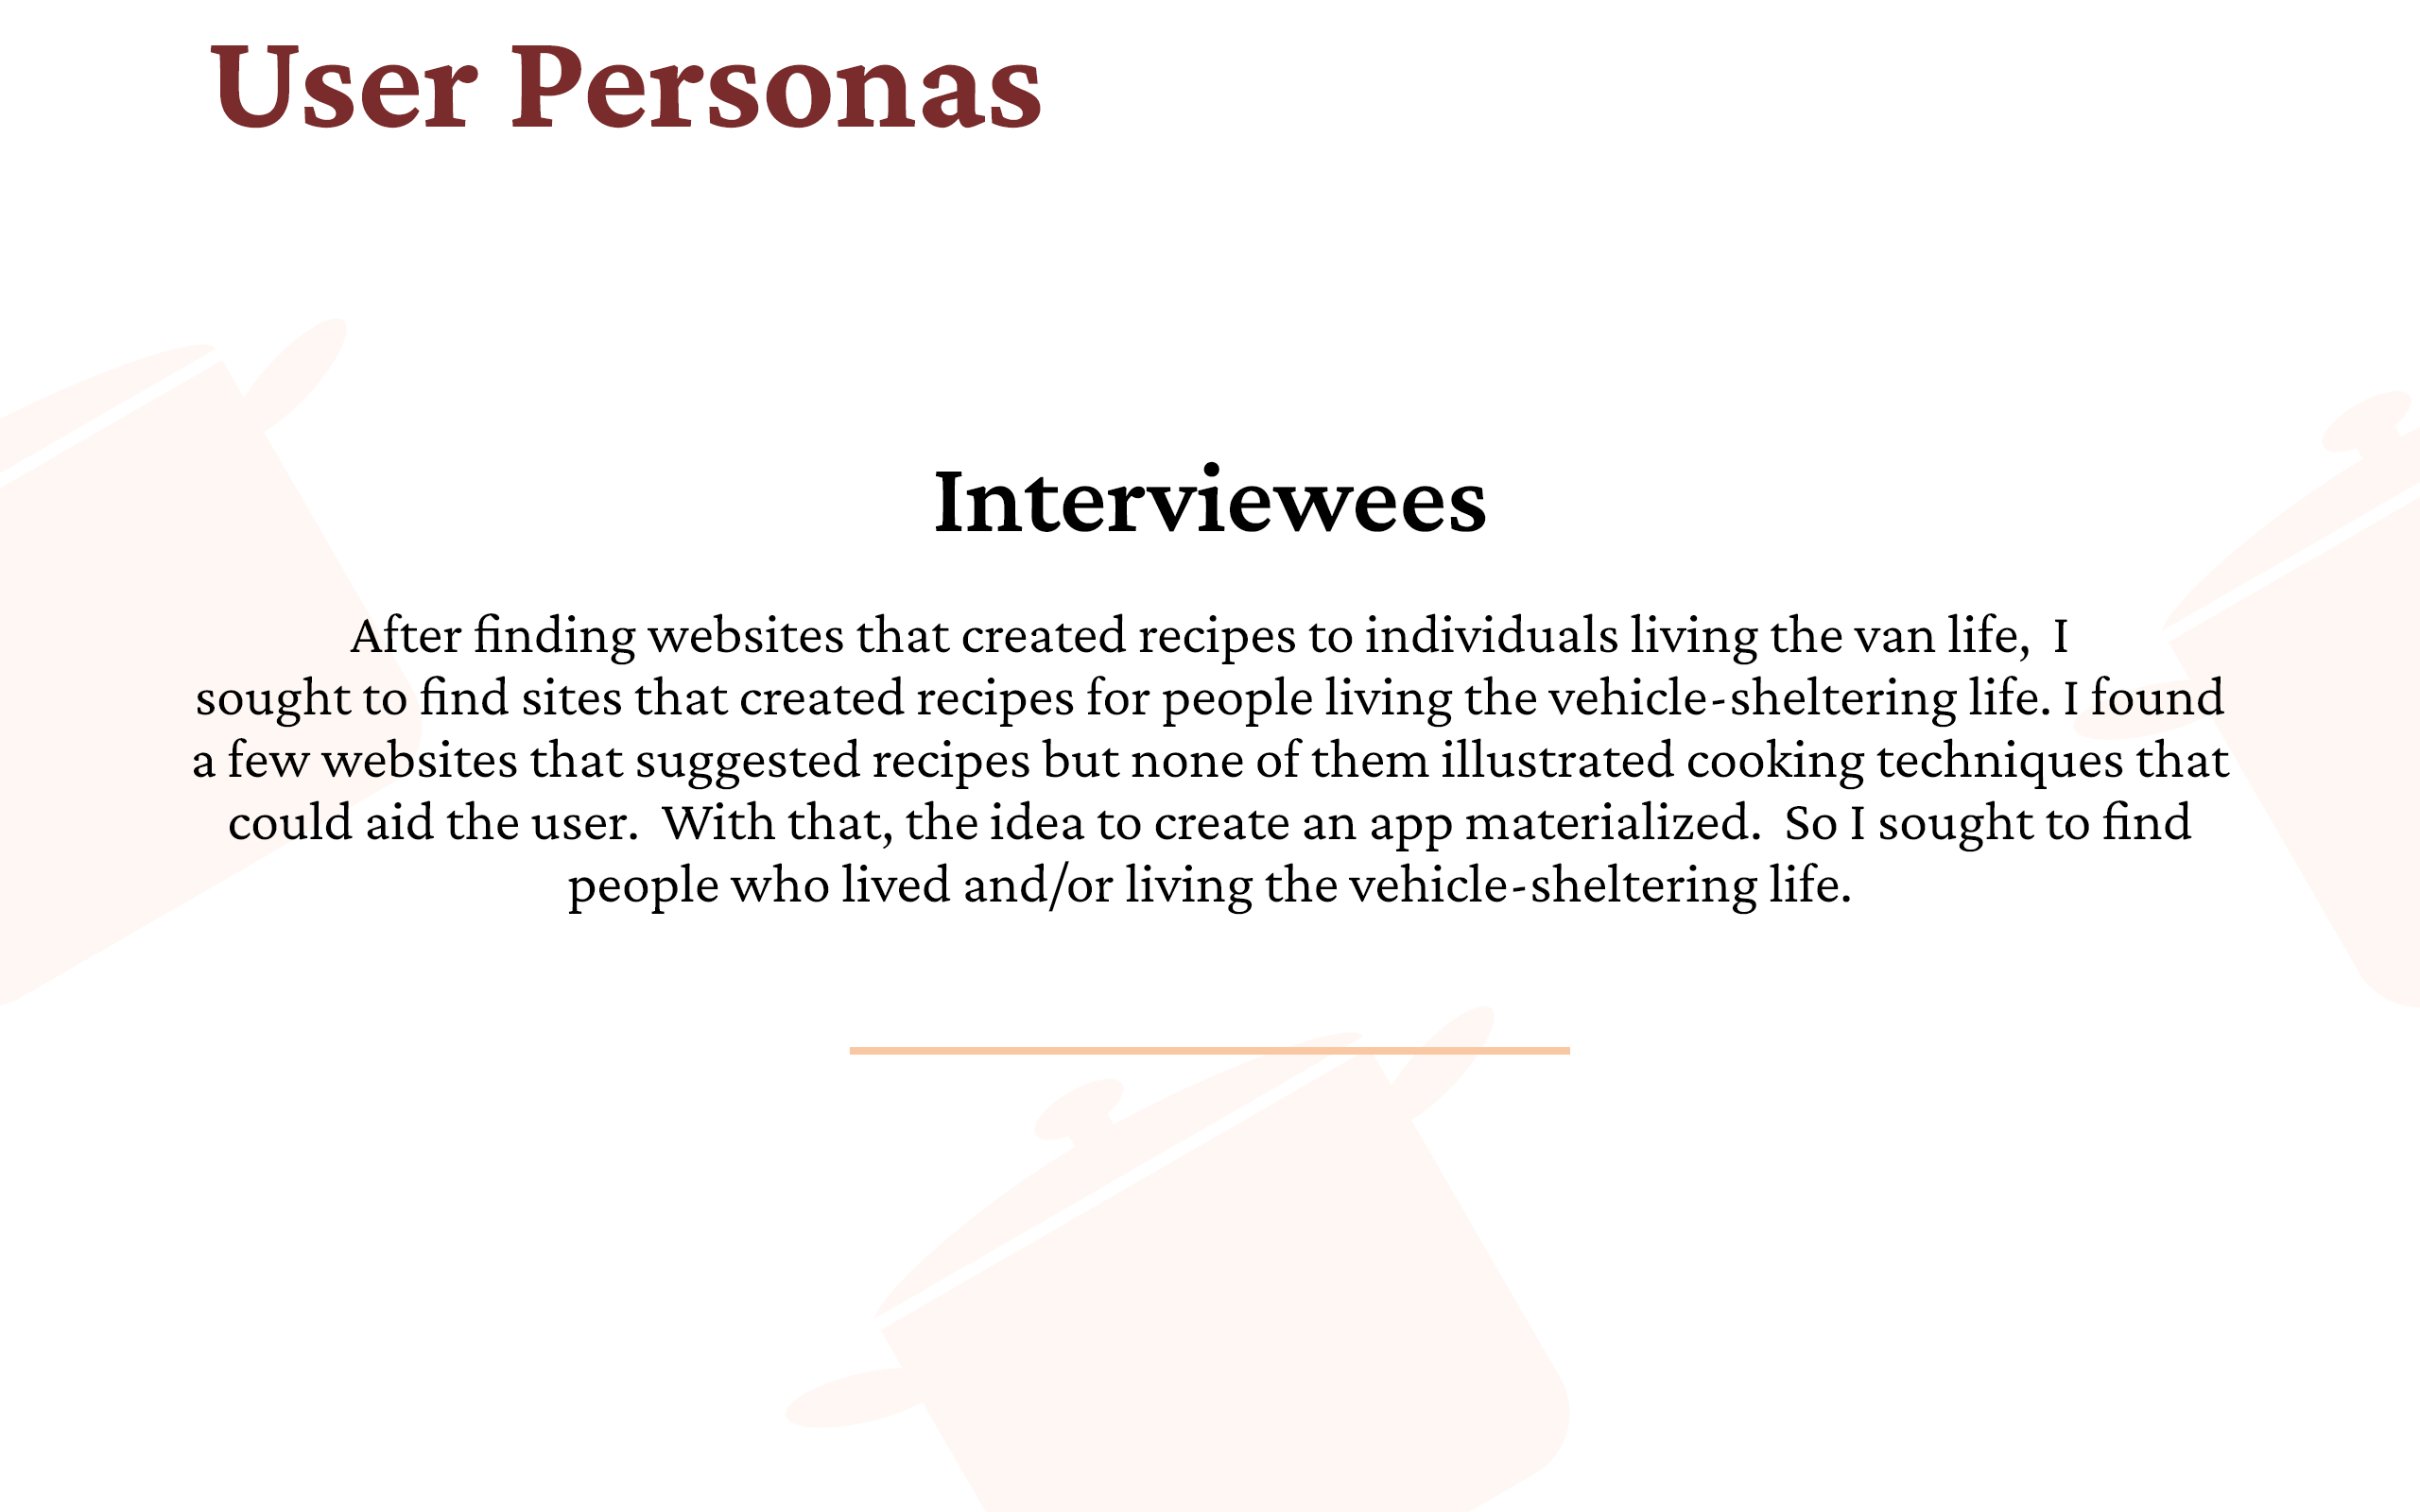 User Personas
Interviewees
After finding websites that created recipes to individuals living the van life,  I
sought to find sites that created recipes for people living the vehicle-sheltering life. I found
a few websites that suggested recipes but none of them illustrated cooking techniques that
could aid the user.  With that, the idea to create an app materialized.  So I sought to find
people who lived and/or living the vehicle-sheltering life.